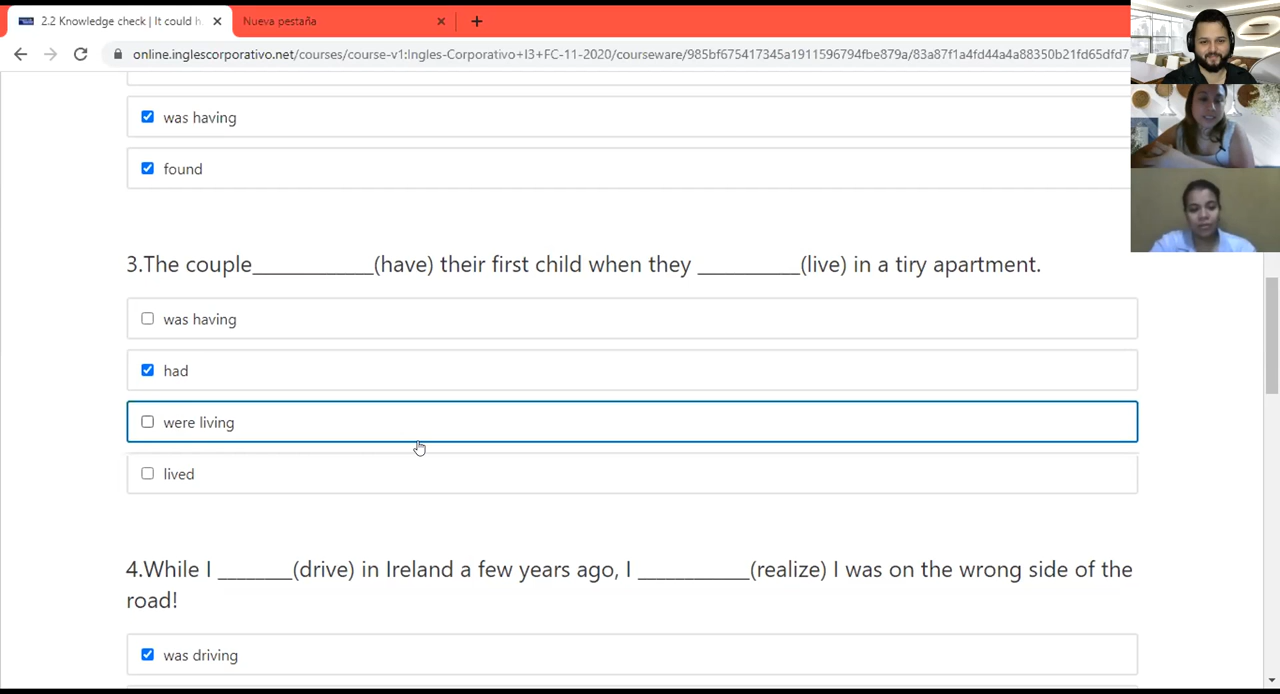 2.2 Knowledge check | It could h
Nueva pestaña
online.inglescorporativo.net/courses/course-v1:Ingles-Corporativo+I3+FC-11-2020/courseware/985bf675417345a1911596794fbe879a/83a87f1a4fd44a4a88350b21fd65dfd7
was having
found
3.The couple____________(have) their first child when they __________(live) in a tiry apartment.
was having
had
were living
lived
4.While I _______(drive) in Ireland a few years ago, I ___________(realize) I was on the wrong side of the
road!
was driving